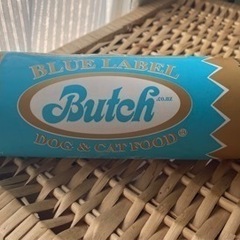 BLUE LABEL
Butch
.co.nz
DOG & CAT FOOD®